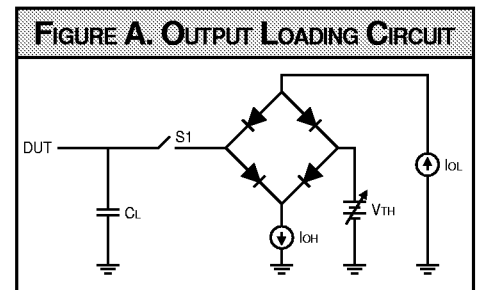 FIGURE A. OUTPUT LOADING CIRCUIT
DUT
S1
IOL
CL
VTH
IOH